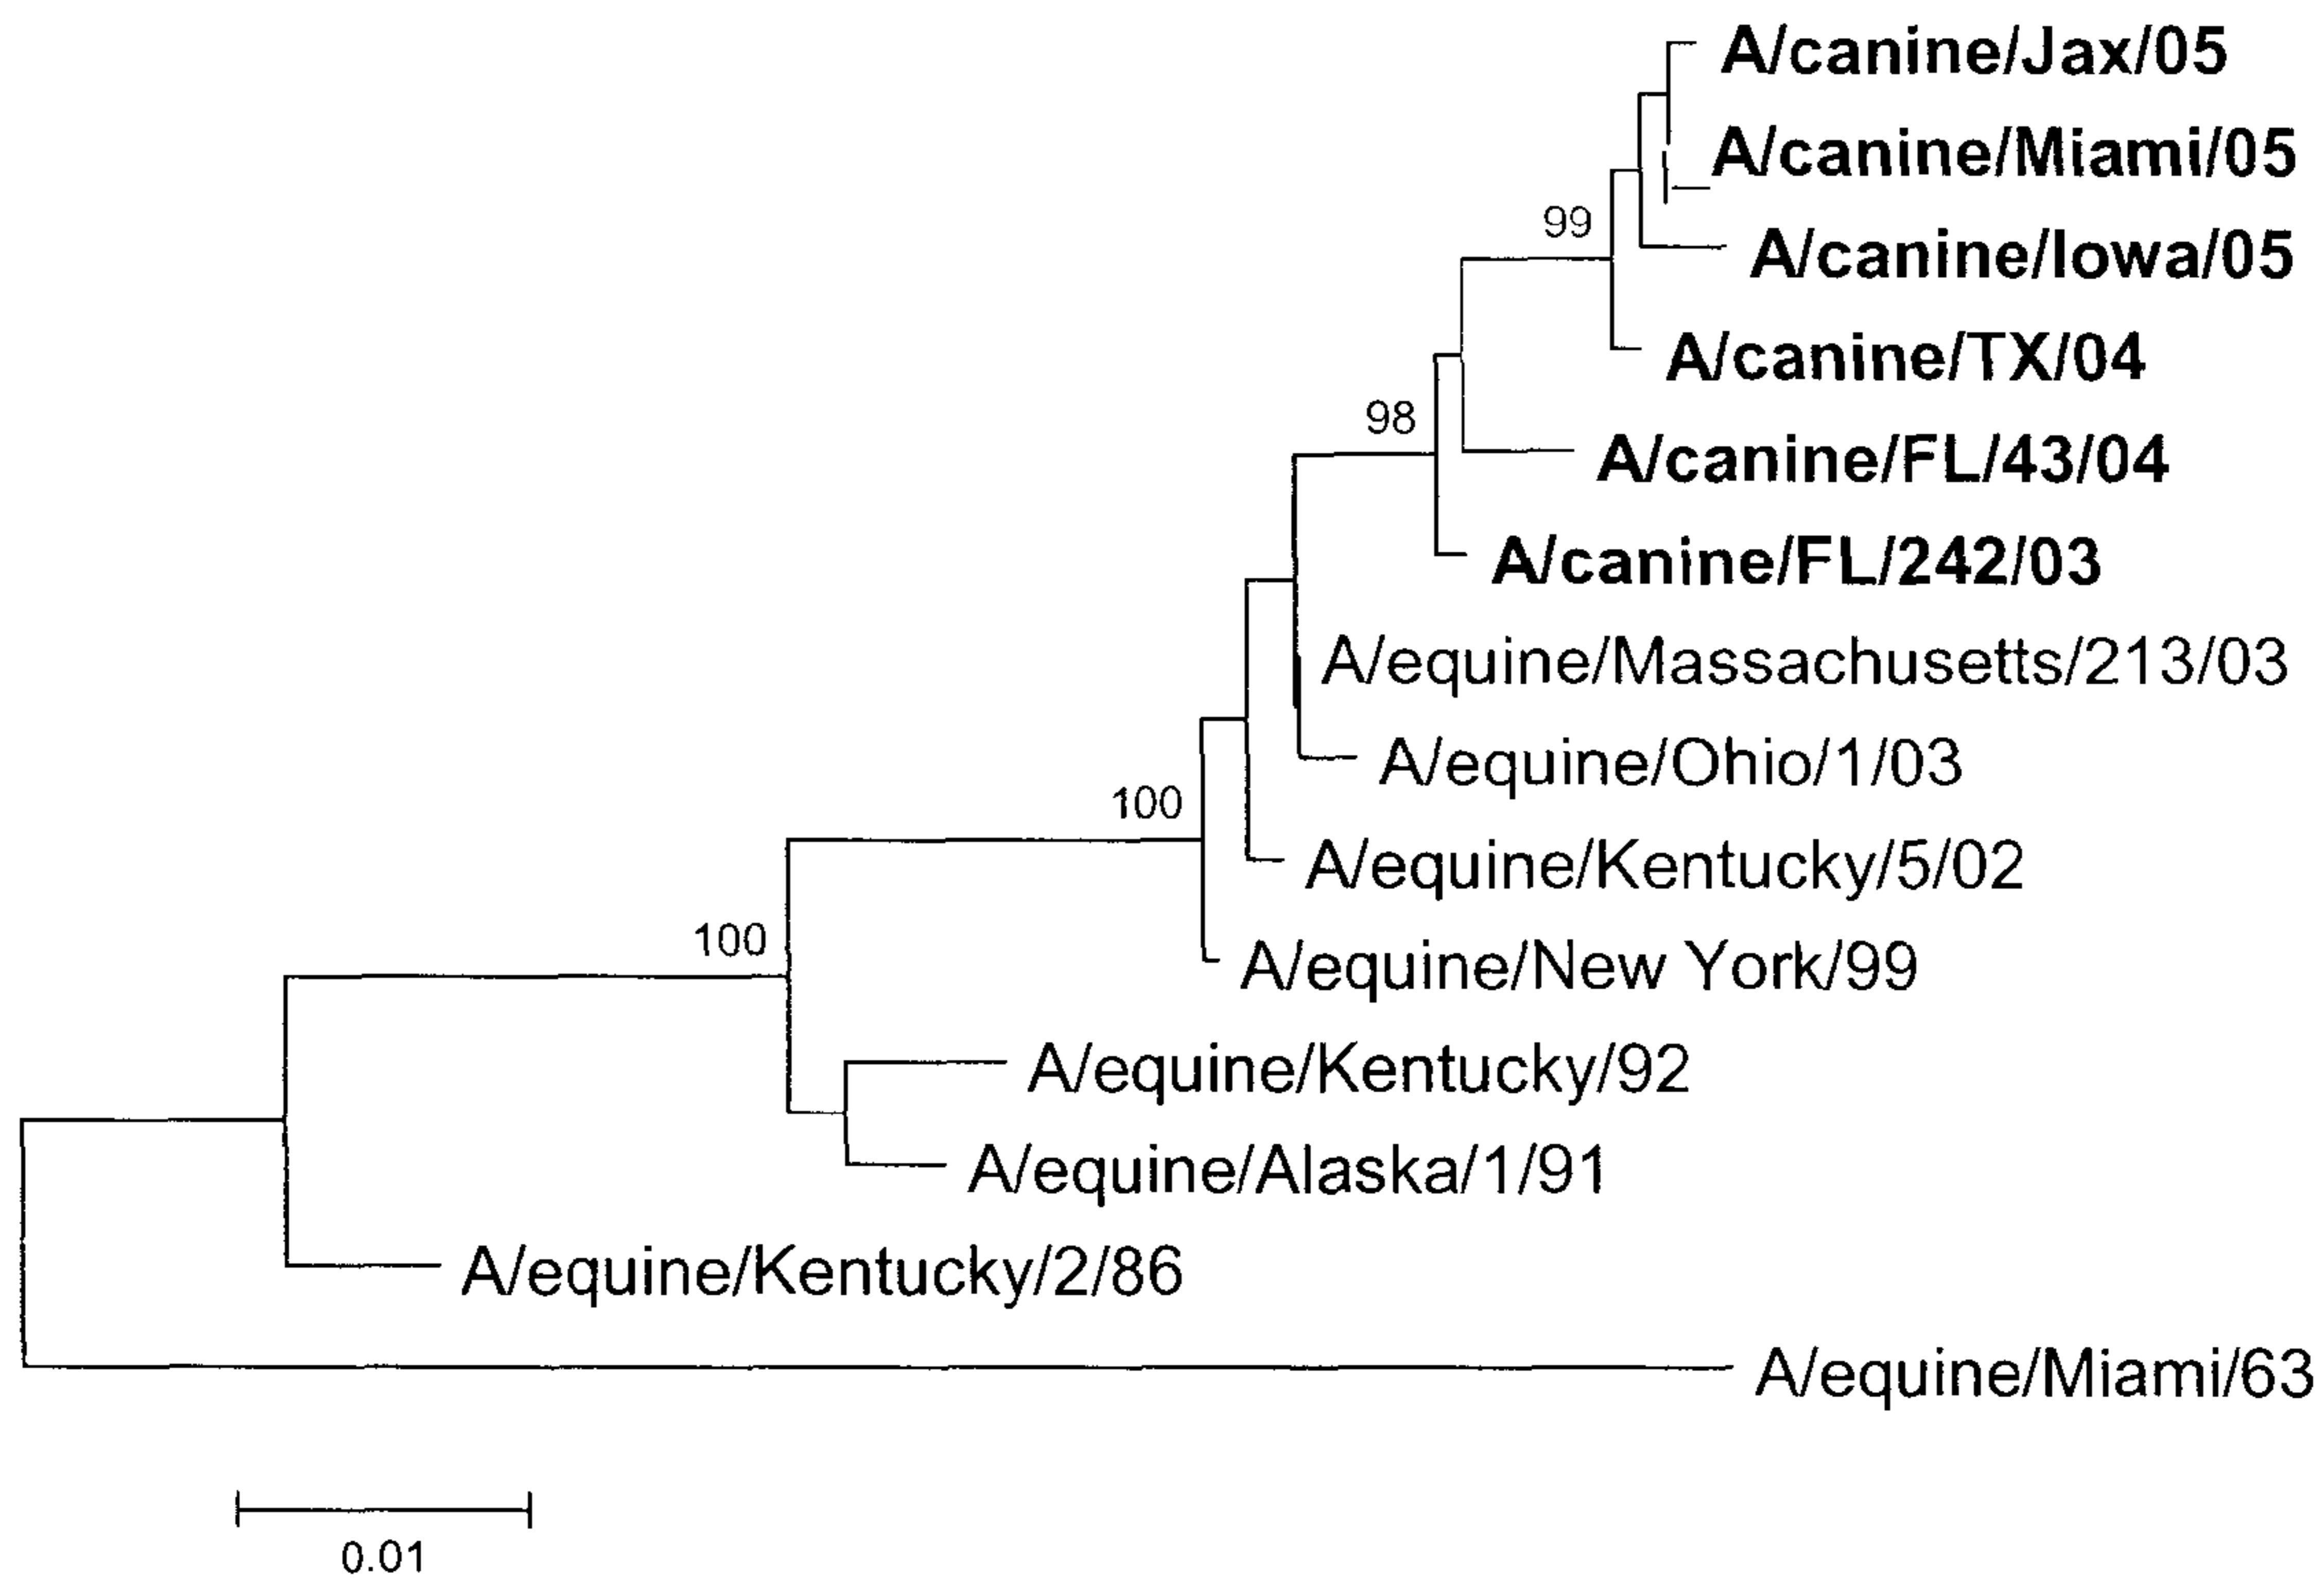 A/canine/Jax/05
A/canine/Miami/05
99
A/canine/Iowa/05
A/canine/TX/04
98
A/canine/FL/43/04
A/canine/FL/242/03
A/equine/Massachusetts/213/03
A/equine/Ohio/1/03
100
A/equine/Kentucky/5/02
100
A/equine/New York/99
A/equine/Kentucky/92
A/equine/Alaska/1/91
A/equine/Kentucky/2/86
A/equine/Miami/63
0.01